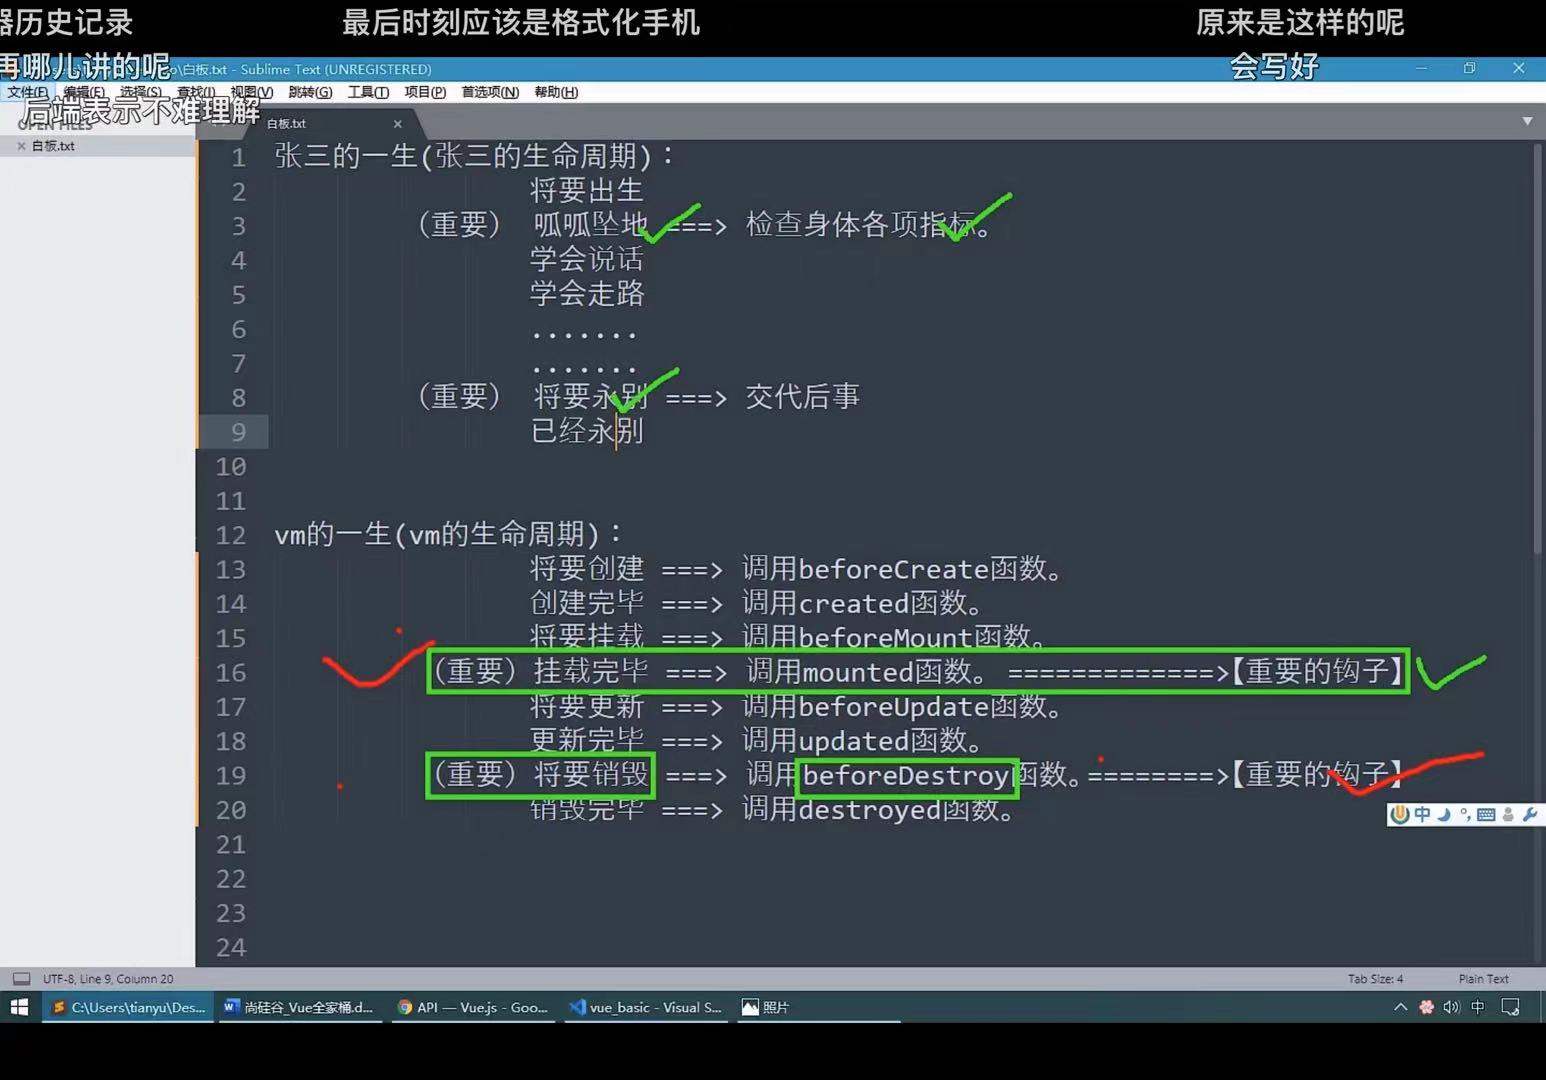 器历史记录
最后时刻应该是格式化手机
原来是这样的呢
再哪儿讲的呢
会写好
后端表示不难理解
\白板.txt - Sublime Text (UNREGISTERED)
文件(F) 编辑(E) 选择(S) 查找(I) 视图(V) 跳转(G) 工具(T) 项目(P) 首选项(N) 帮助(H)
OPEN FILES
白板.txt
白板.txt
1 张三的一生(张三的生命周期)：
2 将要出生
3 （重要） 呱呱坠地 ===> 检查身体各项指标。
4 学会说话
5 学会走路
6 .......
7 .......
8 （重要） 将要永别 ===> 交代后事
9 已经永别
10
11
12 vm的一生(vm的生命周期)：
13 将要创建 ===> 调用beforeCreate函数。
14 创建完毕 ===> 调用created函数。
15 将要挂载 ===> 调用beforeMount函数。
16 （重要）挂载完毕 ===> 调用mounted函数。 =============>【重要的钩子】
17 将要更新 ===> 调用beforeUpdate函数。
18 更新完毕 ===> 调用updated函数。
19 （重要）将要销毁 ===> 调用beforeDestroy函数。========>【重要的钩子】
20 销毁完毕 ===> 调用destroyed函数。
21
22
23
24
中
UTF-8, Line 9, Column 20
Tab Size: 4
Plain Text
C:\Users\tianyu\Des...
尚硅谷_Vue全家桶.d...
API — Vue.js - Goo...
vue_basic - Visual S...
照片
中